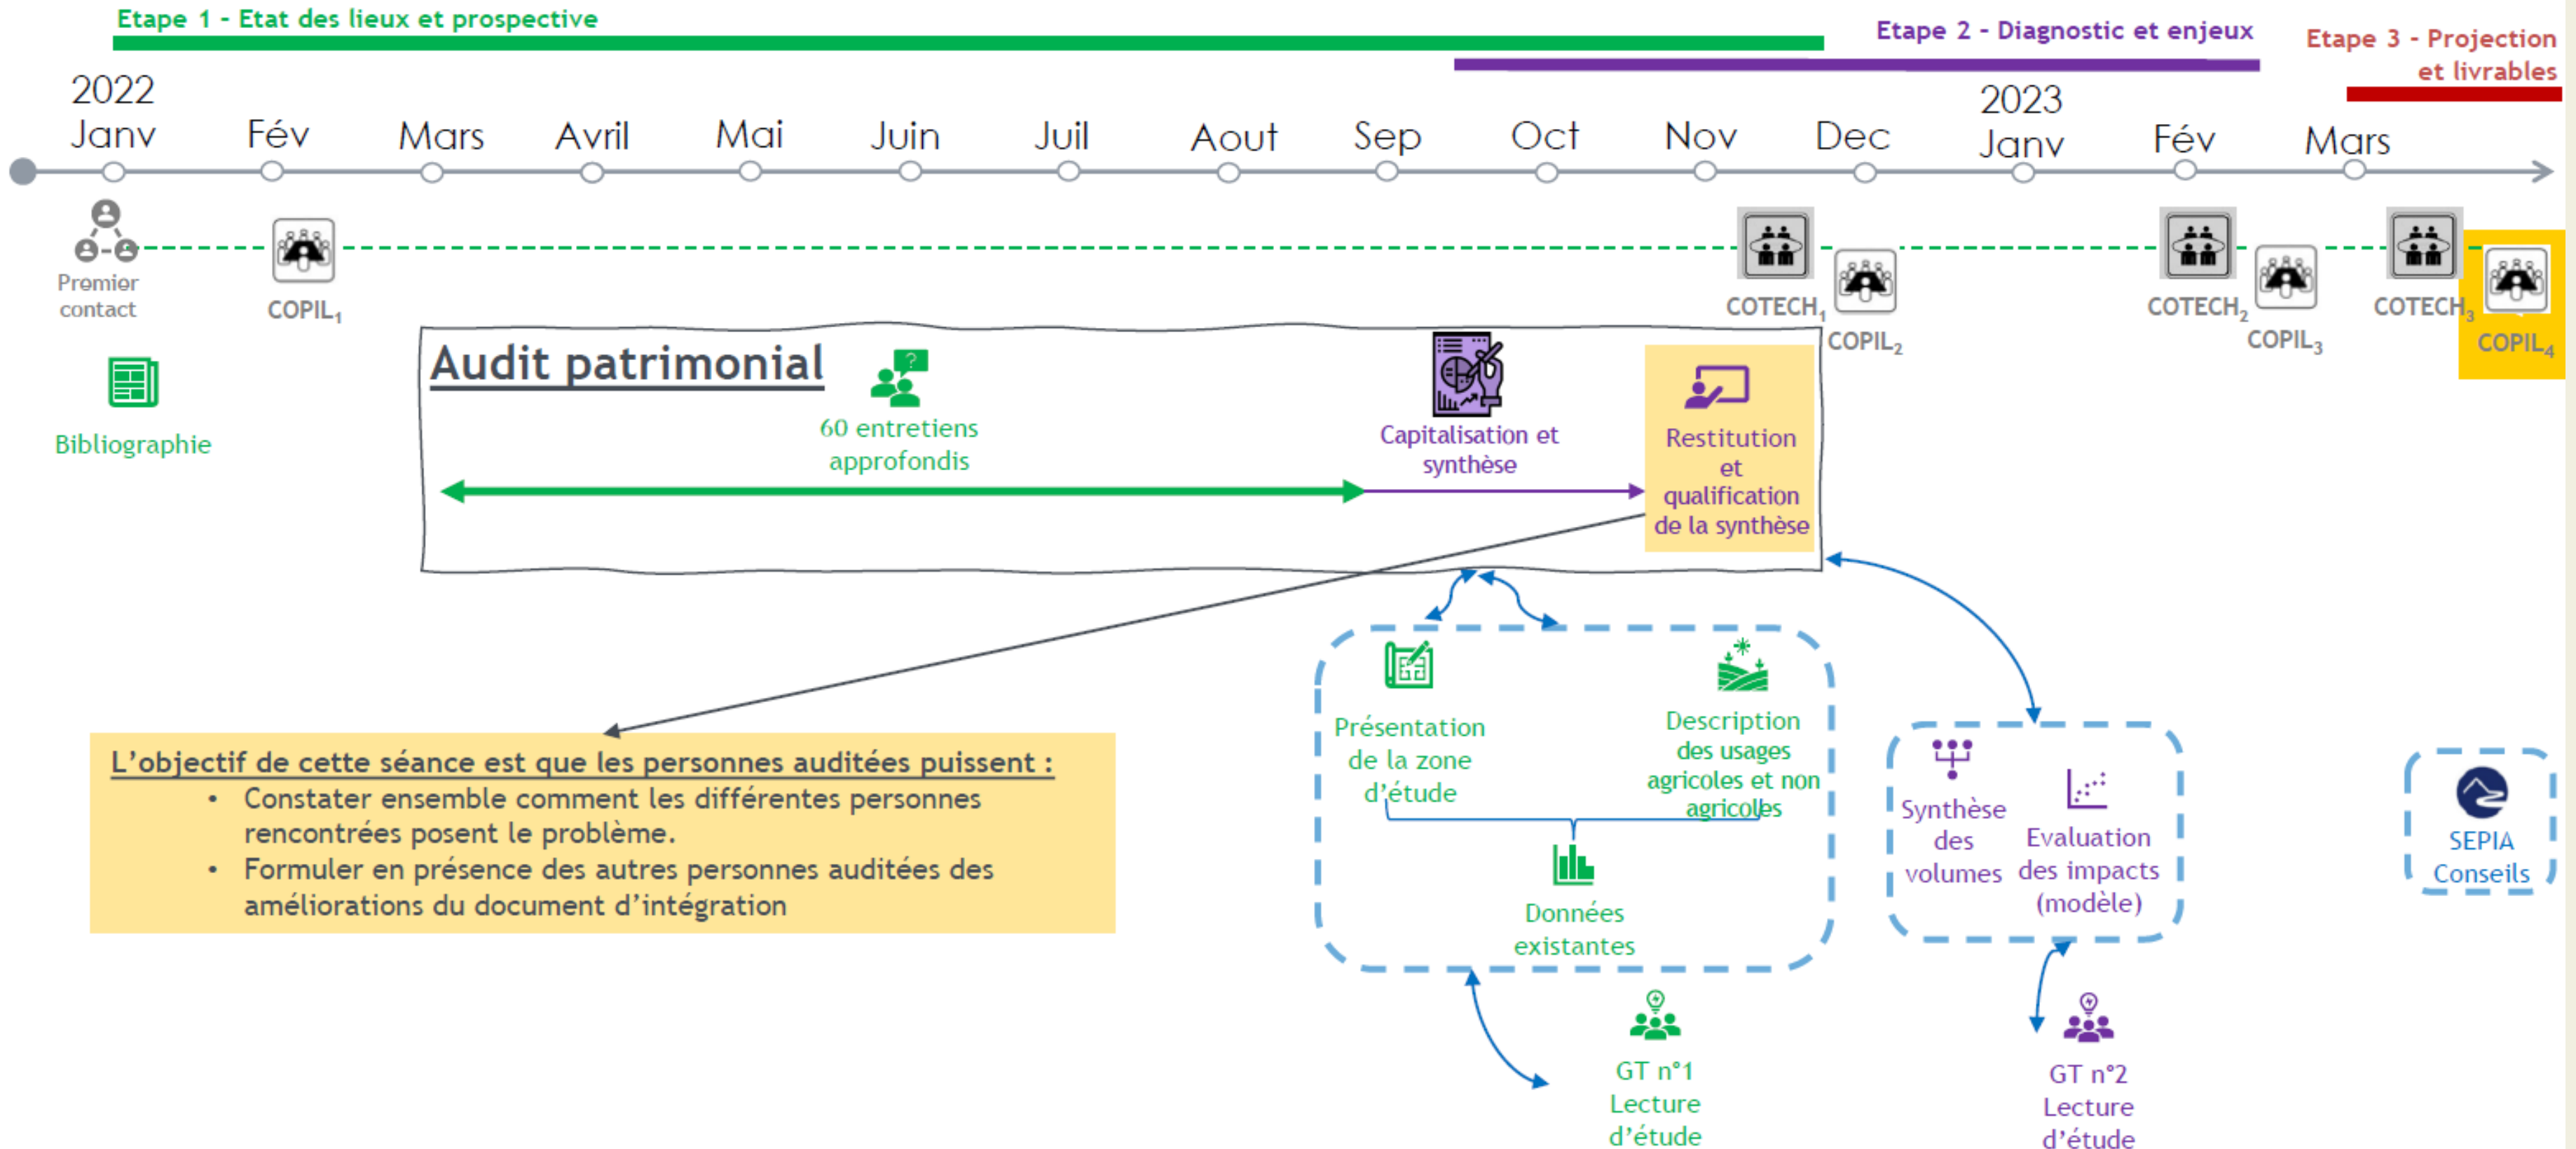 Etape 1 - Etat des lieux et prospective
Etape 2 - Diagnostic et enjeux
Etape 3 - Projection
et livrables
2022
Janv
Fév
Mars
Avril
Mai
Juin
Juil
Aout
Sep
Oct
Nov
Dec
2023
Janv
Fév
Mars
Premier
contact
COPIL1
COTECH1
COPIL2
COTECH2
COPIL3
COTECH3
COPIL4
Bibliographie
Audit patrimonial
?
60 entretiens
approfondis
Capitalisation et
synthèse
Restitution
et
qualification
de la synthèse
L'objectif de cette séance est que les personnes auditées puissent :
• Constater ensemble comment les différentes personnes
rencontrées posent le problème.
• Formuler en présence des autres personnes auditées des
améliorations du document d'intégration
Présentation
de la zone
d'étude
Description
des usages
agricoles et non
agricoles
Données
existantes
Synthèse
des
volumes
Evaluation
des impacts
(modèle)
SEPIA
Conseils
GT n°1
Lecture
d'étude
GT n°2
Lecture
d'étude